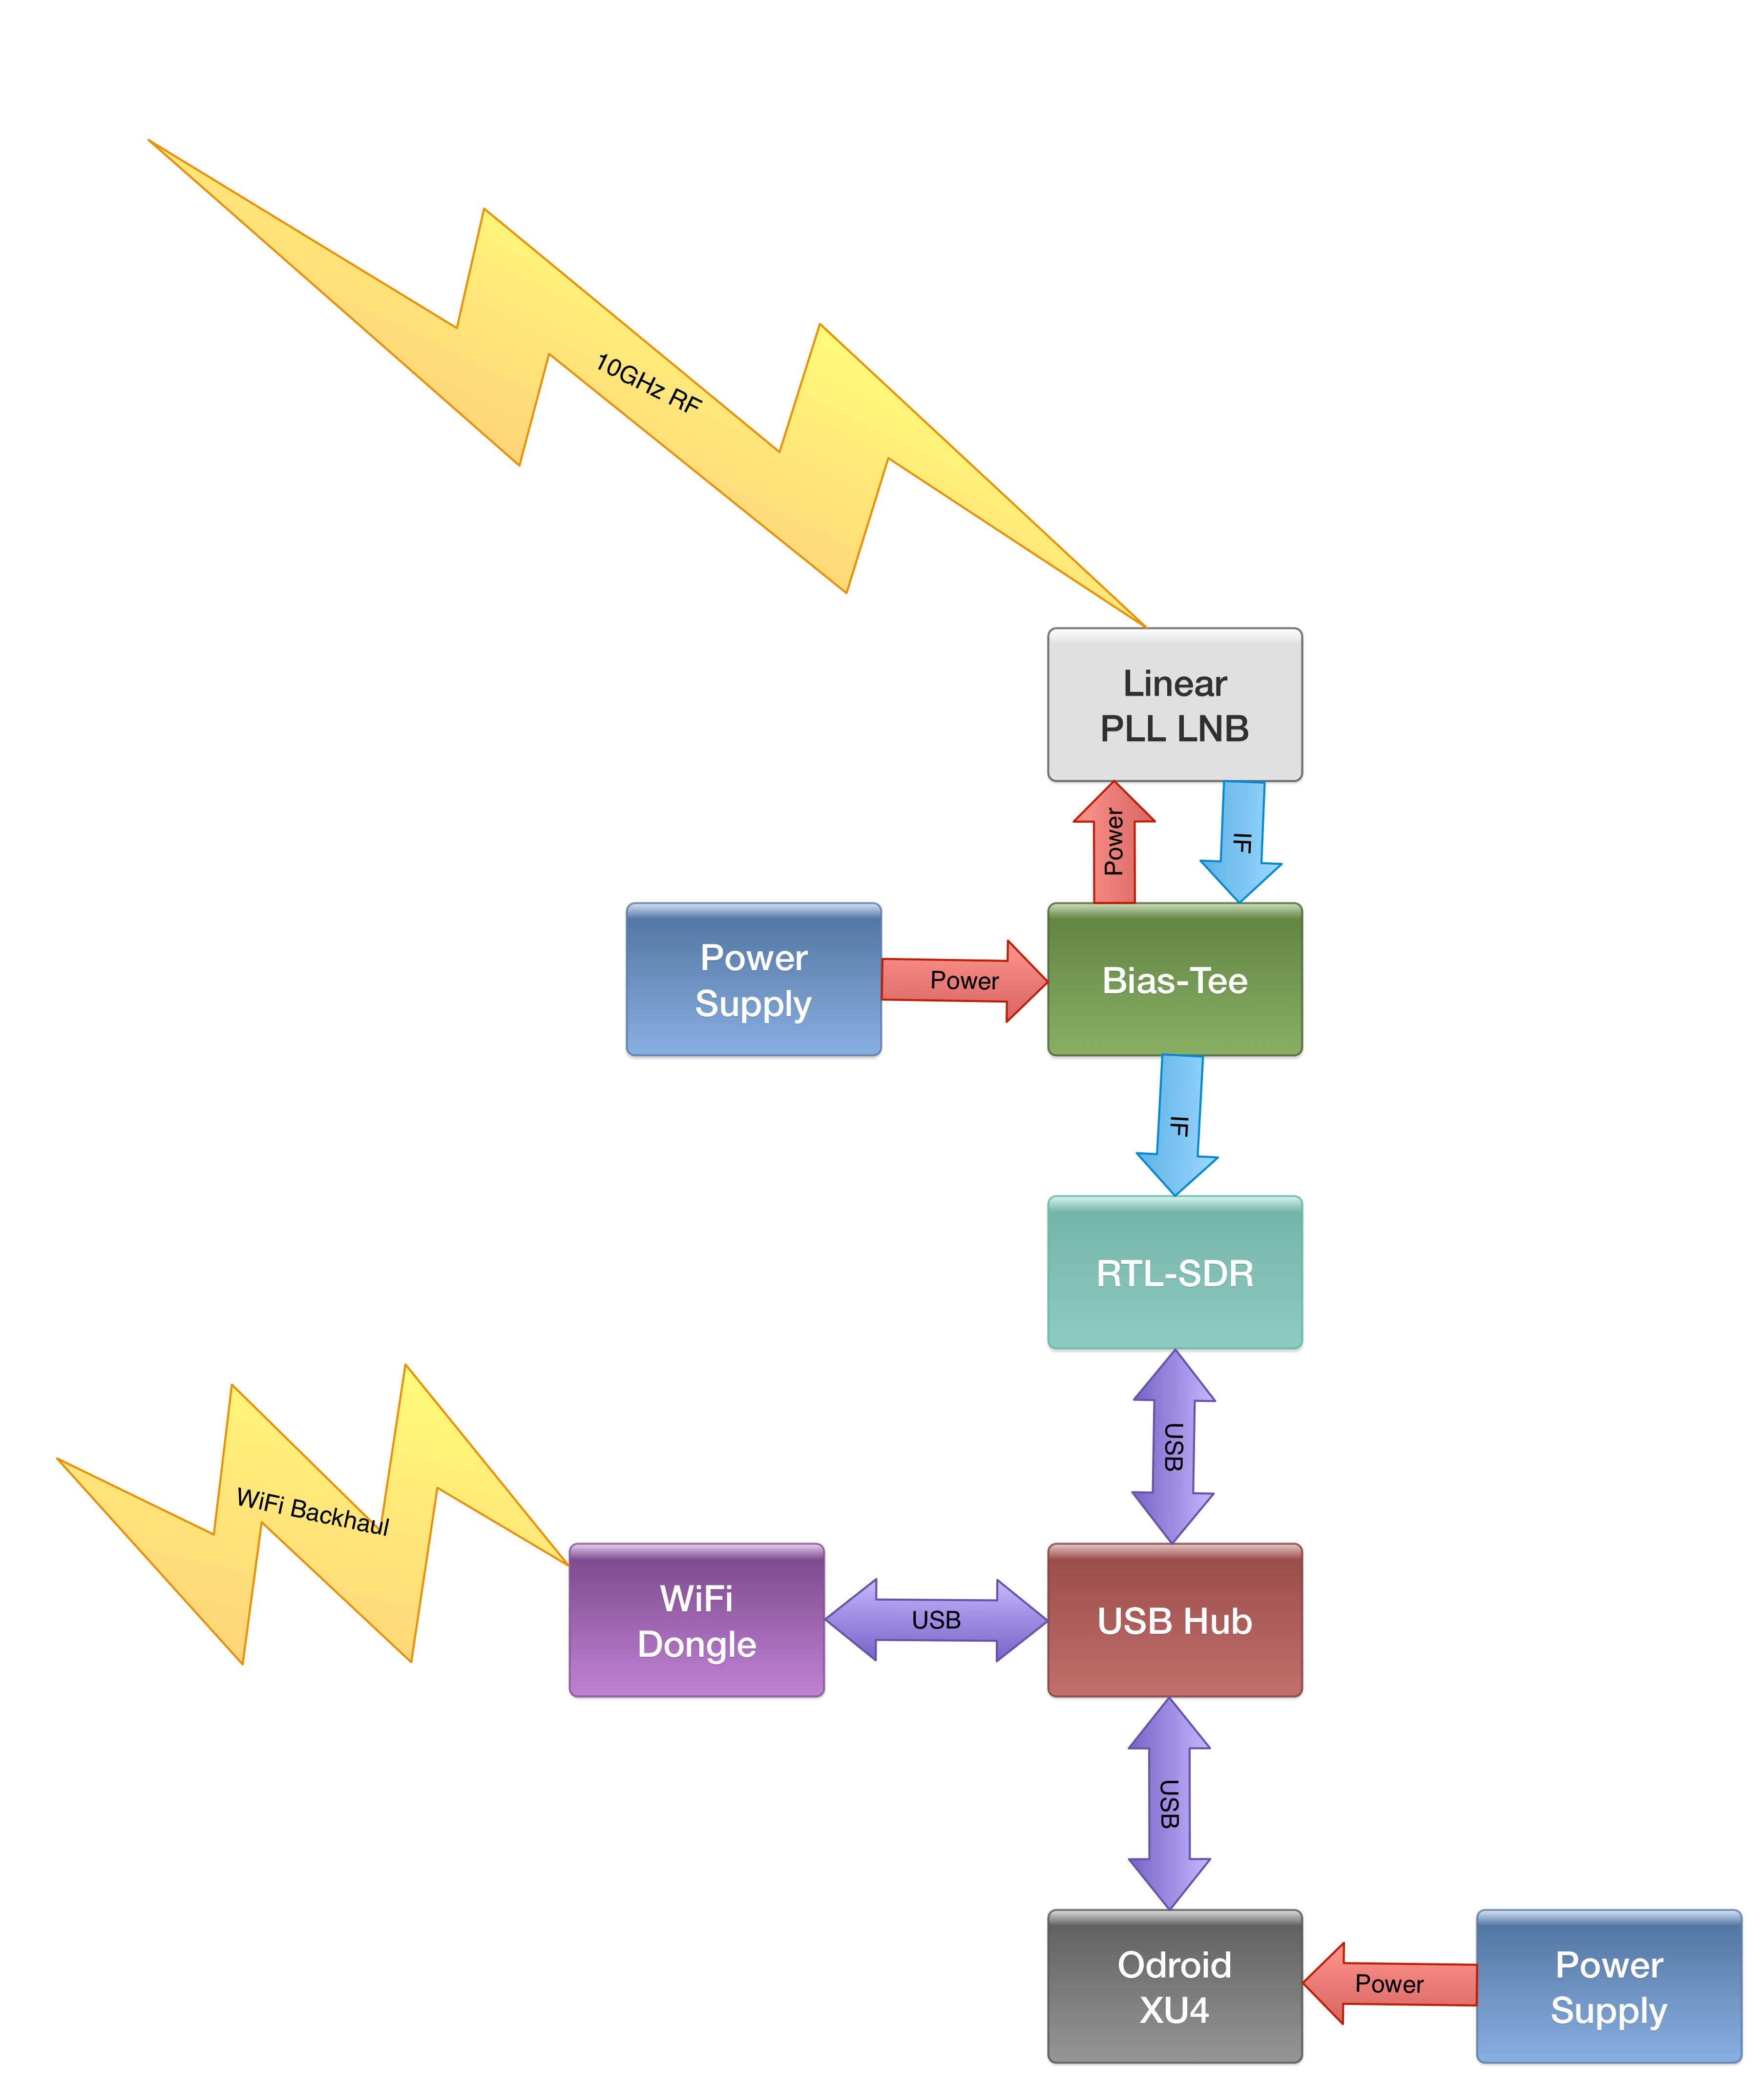 10GHz RF
Linear
PLL LNB
Power
IF
Power
Supply
Power
Bias-Tee
IF
RTL-SDR
USB
WiFi Backhaul
WiFi
Dongle
USB
USB Hub
USB
Odroid
XU4
Power
Power
Supply